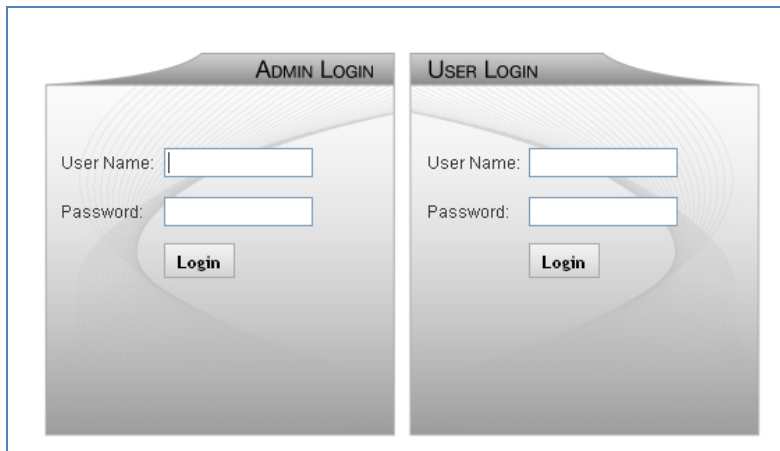 Admin Login
User Name:
Password:
Login
User Login
User Name:
Password:
Login